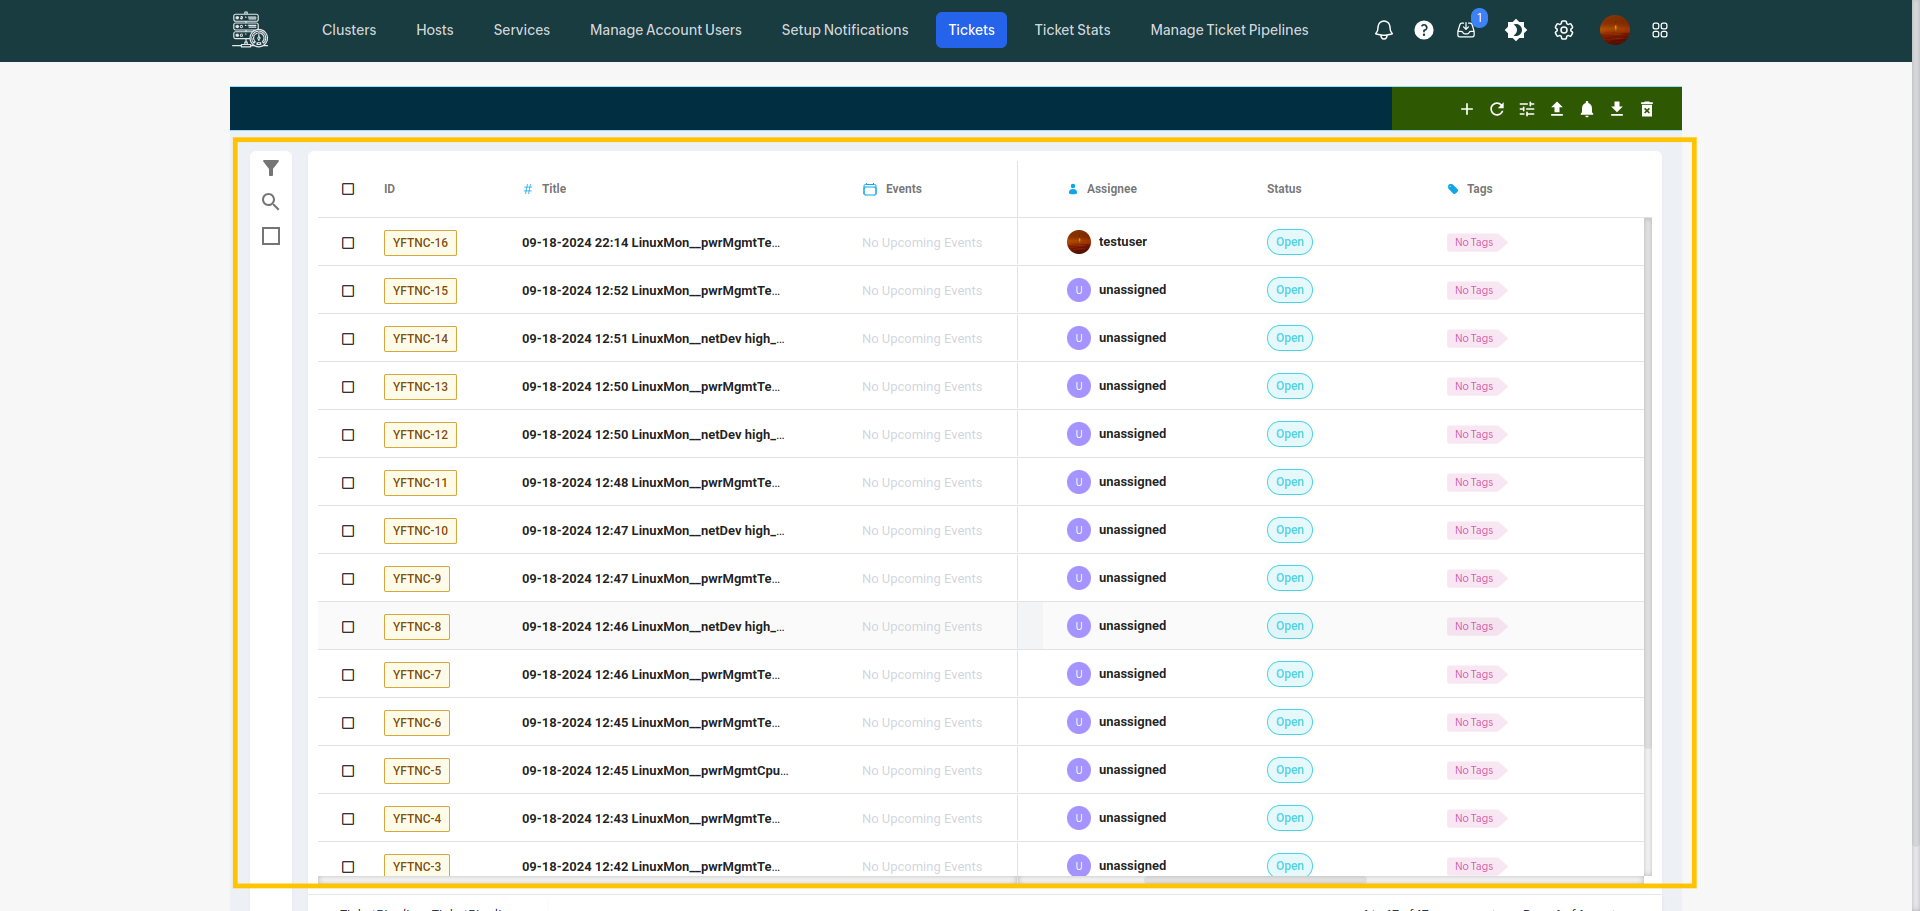 Clusters Hosts Services Manage Account Users Setup Notifications Tickets Ticket Stats Manage Ticket Pipelines 1
ID # Title Events Assignee Status Tags
YFTNC-16 09-18-2024 22:14 LinuxMon__pwrMgmtTe... No Upcoming Events testuser Open No Tags
YFTNC-15 09-18-2024 12:52 LinuxMon__pwrMgmtTe... No Upcoming Events U unassigned Open No Tags
YFTNC-14 09-18-2024 12:51 LinuxMon__netDev high_... No Upcoming Events U unassigned Open No Tags
YFTNC-13 09-18-2024 12:50 LinuxMon__pwrMgmtTe... No Upcoming Events U unassigned Open No Tags
YFTNC-12 09-18-2024 12:50 LinuxMon__netDev high_... No Upcoming Events U unassigned Open No Tags
YFTNC-11 09-18-2024 12:48 LinuxMon__pwrMgmtTe... No Upcoming Events U unassigned Open No Tags
YFTNC-10 09-18-2024 12:47 LinuxMon__netDev high_... No Upcoming Events U unassigned Open No Tags
YFTNC-9 09-18-2024 12:47 LinuxMon__pwrMgmtTe... No Upcoming Events U unassigned Open No Tags
YFTNC-8 09-18-2024 12:46 LinuxMon__netDev high_... No Upcoming Events U unassigned Open No Tags
YFTNC-7 09-18-2024 12:46 LinuxMon__pwrMgmtTe... No Upcoming Events U unassigned Open No Tags
YFTNC-6 09-18-2024 12:45 LinuxMon__pwrMgmtTe... No Upcoming Events U unassigned Open No Tags
YFTNC-5 09-18-2024 12:45 LinuxMon__pwrMgmtCpu... No Upcoming Events U unassigned Open No Tags
YFTNC-4 09-18-2024 12:43 LinuxMon__pwrMgmtTe... No Upcoming Events U unassigned Open No Tags
YFTNC-3 09-18-2024 12:42 LinuxMon__pwrMgmtTe... No Upcoming Events U unassigned Open No Tags